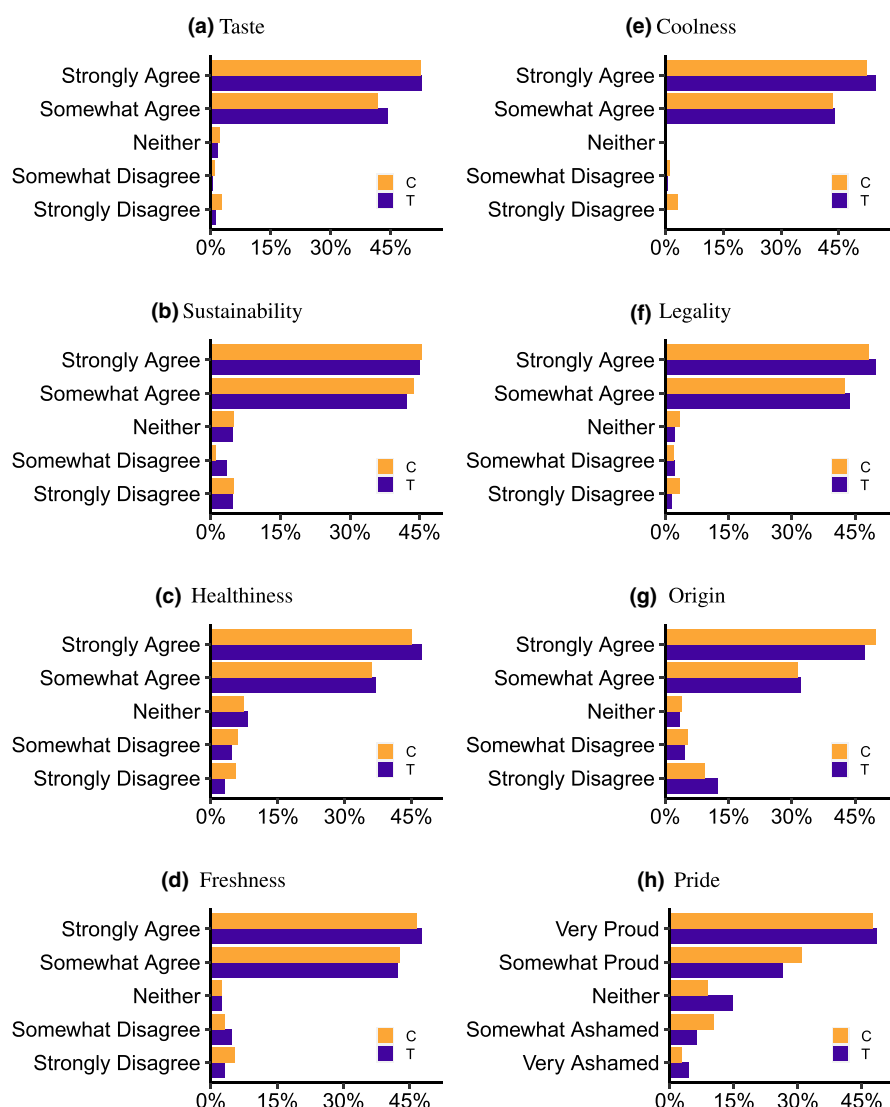 (a) Taste
Strongly Agree
Somewhat Agree
Neither
Somewhat Disagree
Strongly Disagree
C
T
0% 15% 30% 45%
(b) Sustainability
Strongly Agree
Somewhat Agree
Neither
Somewhat Disagree
Strongly Disagree
C
T
0% 15% 30% 45%
(c) Healthiness
Strongly Agree
Somewhat Agree
Neither
Somewhat Disagree
Strongly Disagree
C
T
0% 15% 30% 45%
(d) Freshness
Strongly Agree
Somewhat Agree
Neither
Somewhat Disagree
Strongly Disagree
C
T
0% 15% 30% 45%
(e) Coolness
Strongly Agree
Somewhat Agree
Neither
Somewhat Disagree
Strongly Disagree
C
T
0% 15% 30% 45%
(f) Legality
Strongly Agree
Somewhat Agree
Neither
Somewhat Disagree
Strongly Disagree
C
T
0% 15% 30% 45%
(g) Origin
Strongly Agree
Somewhat Agree
Neither
Somewhat Disagree
Strongly Disagree
C
T
0% 15% 30% 45%
(h) Pride
Very Proud
Somewhat Proud
Neither
Somewhat Ashamed
Very Ashamed
C
T
0% 15% 30% 45%